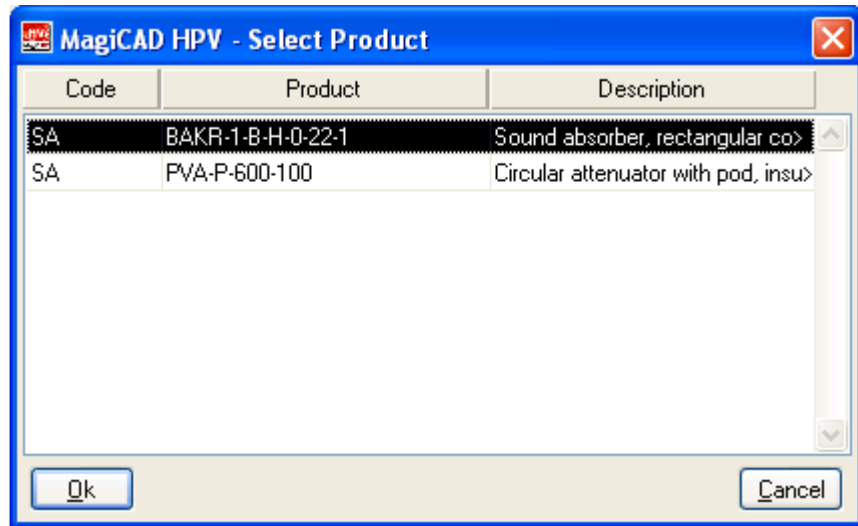 MagiCAD HPV - Select Product
Code Product Description
SA BAKR-1-B-H-0-22-1 Sound absorber, rectangular co>
SA PVA-P-600-100 Circular attenuator with pod, insu>
Ok Cancel